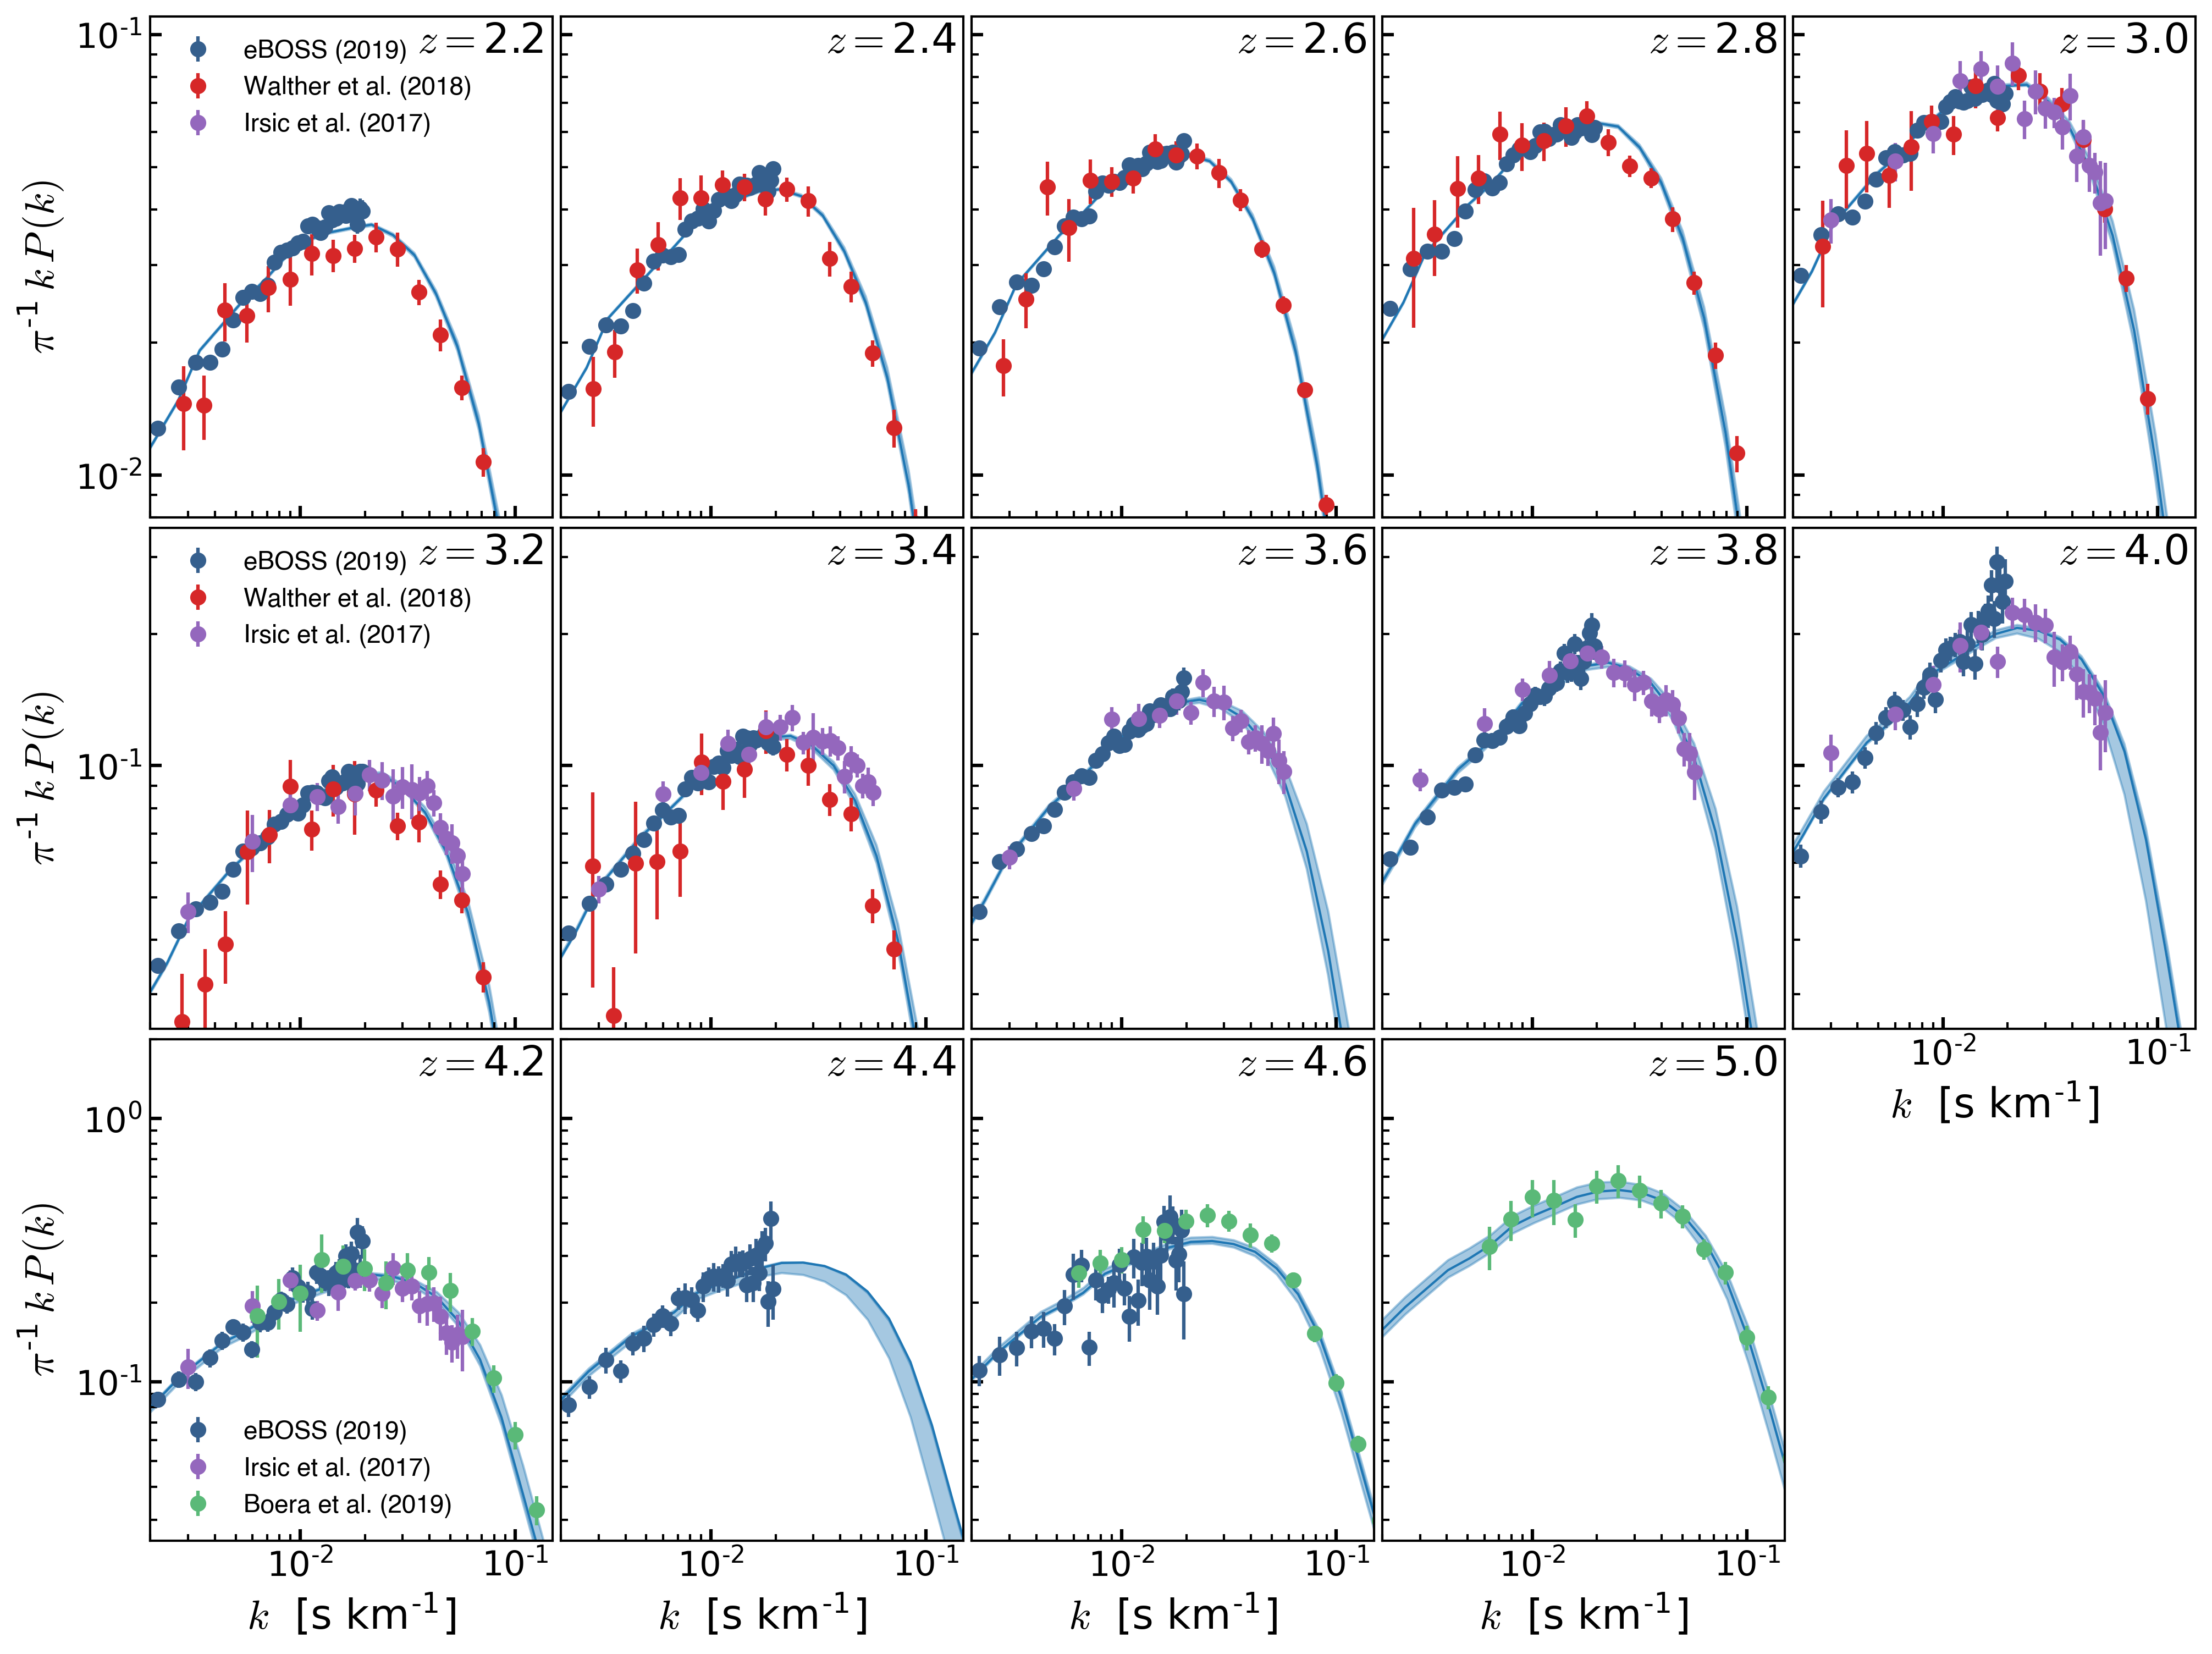 10^-1
10^-2
π^-1 k P(k)
eBOSS (2019)
Walther et al. (2018)
Irsic et al. (2017)
z = 2.2
z = 2.4
z = 2.6
z = 2.8
z = 3.0
10^-1
π^-1 k P(k)
eBOSS (2019)
Walther et al. (2018)
Irsic et al. (2017)
z = 3.2
z = 3.4
z = 3.6
z = 3.8
z = 4.0
10^-2 10^-1
k [s km^-1]
10^0
10^-1
π^-1 k P(k)
z = 4.2
eBOSS (2019)
Irsic et al. (2017)
Boera et al. (2019)
z = 4.4
z = 4.6
z = 5.0
10^-2 10^-1
10^-2 10^-1
10^-2 10^-1
10^-2 10^-1
k [s km^-1]
k [s km^-1]
k [s km^-1]
k [s km^-1]